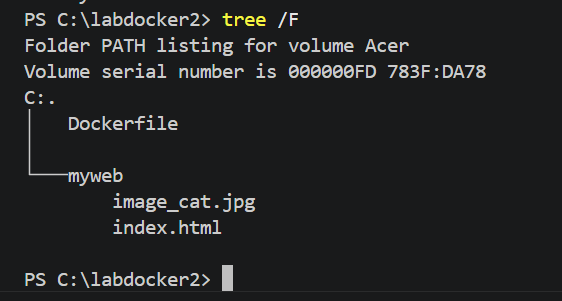 PS C:\labdocker2> tree /F
Folder PATH listing for volume Acer
Volume serial number is 000000FD 783F:DA78
C:.
│   Dockerfile
│
└───myweb
        image_cat.jpg
        index.html

PS C:\labdocker2>